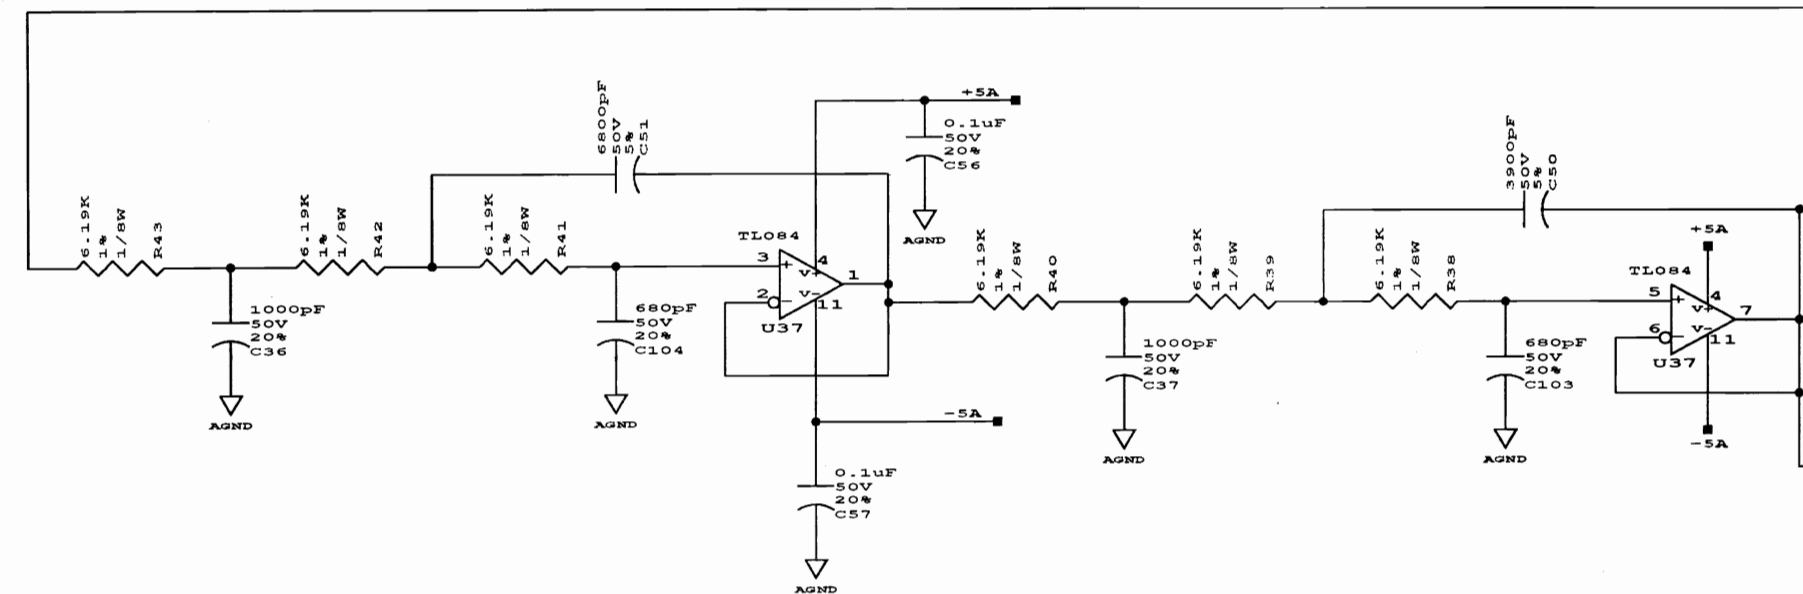 +5A
0.1uF
50V
20%
C56
AGND
6800pF
50V
5%
C51
3900pF
50V
5%
C50
6.19K
1%
1/8W
R43
6.19K
1%
1/8W
R42
6.19K
1%
1/8W
R41
TL084
3
+
4
V+
1
2
-
V-
11
U37
6.19K
1%
1/8W
R40
6.19K
1%
1/8W
R39
6.19K
1%
1/8W
R38
+5A
TL084
5
+
4
V+
7
6
-
V-
11
U37
-5A
1000pF
50V
20%
C36
AGND
680pF
50V
20%
C104
AGND
1000pF
50V
20%
C37
AGND
680pF
50V
20%
C103
AGND
-5A
0.1uF
50V
20%
C57
AGND